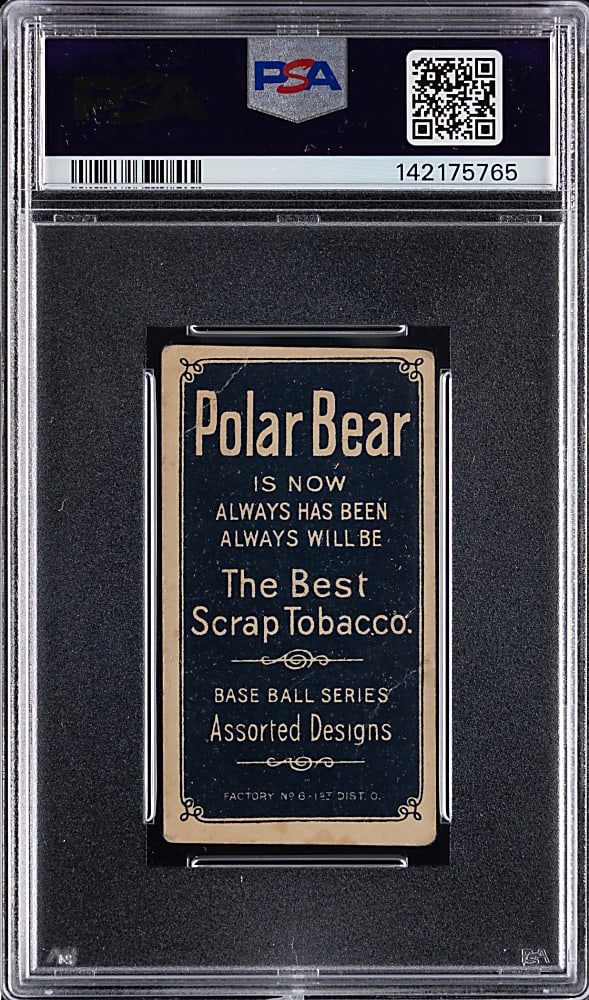 PSA
142175765
Polar Bear
IS NOW
ALWAYS HAS BEEN
ALWAYS WILL BE
The Best
Scrap Tobacco.
BASE BALL SERIES
Assorted Designs
FACTORY Nº 6-1ST DIST. O.
PSA